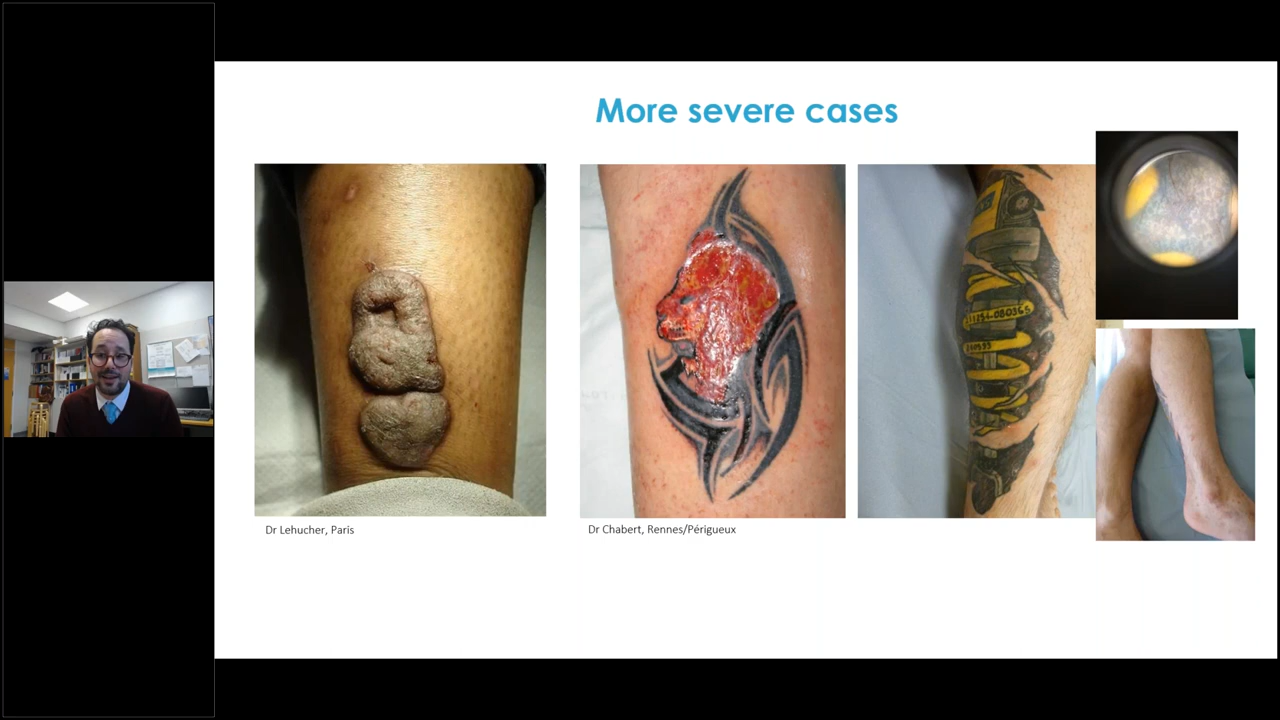 More severe cases
Dr Lehucher, Paris
Dr Chabert, Rennes/Périgueux